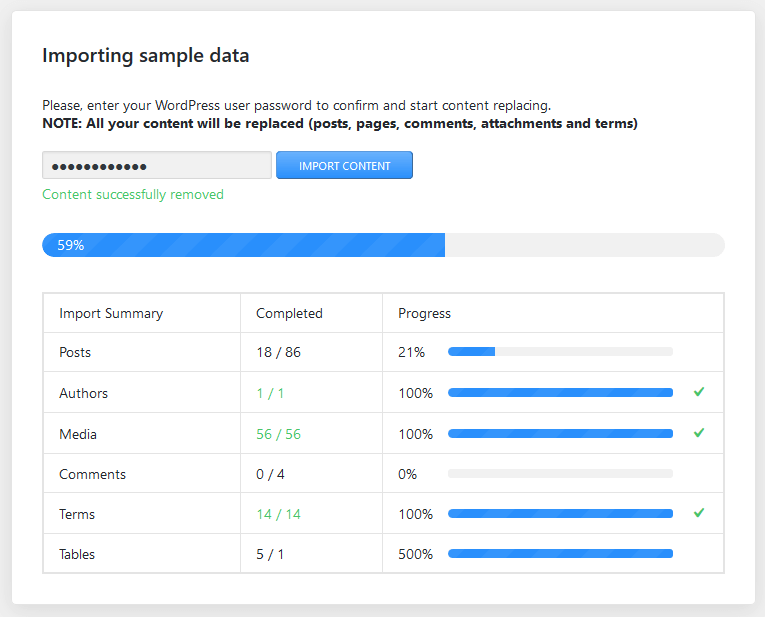 Importing sample data
Please, enter your WordPress user password to confirm and start content replacing.
NOTE: All your content will be replaced (posts, pages, comments, attachments and terms)
●●●●●●●●●●●● IMPORT CONTENT
Content successfully removed
59%
Import Summary Completed Progress
Posts 18 / 86 21%
Authors 1 / 1 100%
Media 56 / 56 100%
Comments 0 / 4 0%
Terms 14 / 14 100%
Tables 5 / 1 500%